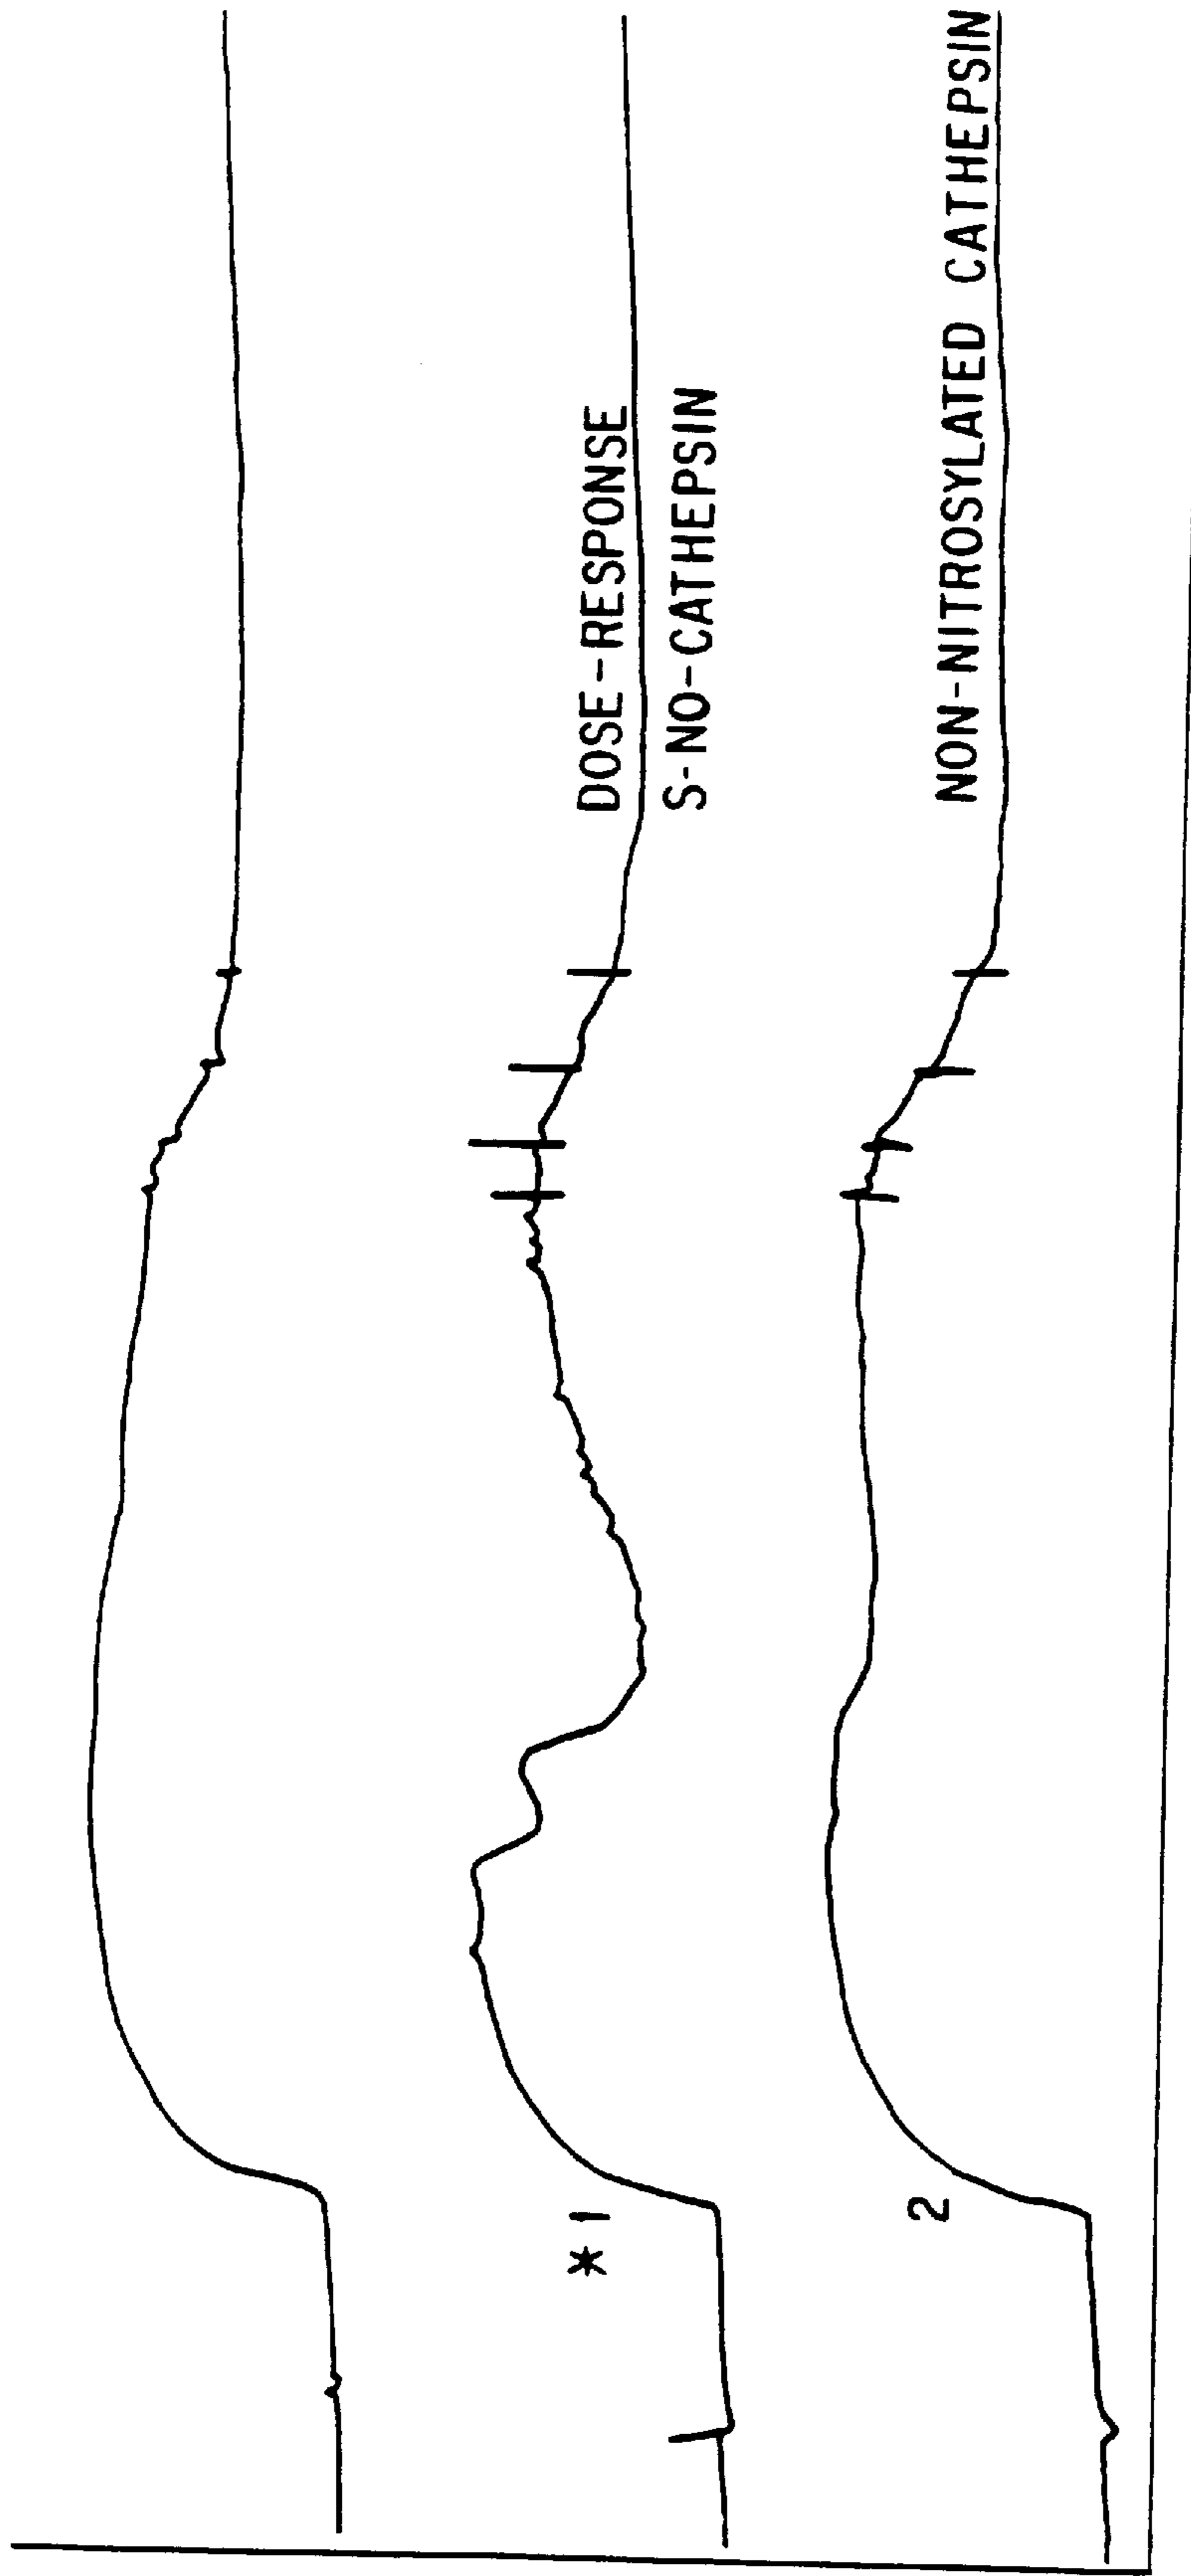 * 1
DOSE-RESPONSE
S-NO-CATHEPSIN
2
NON-NITROSYLATED CATHEPSIN